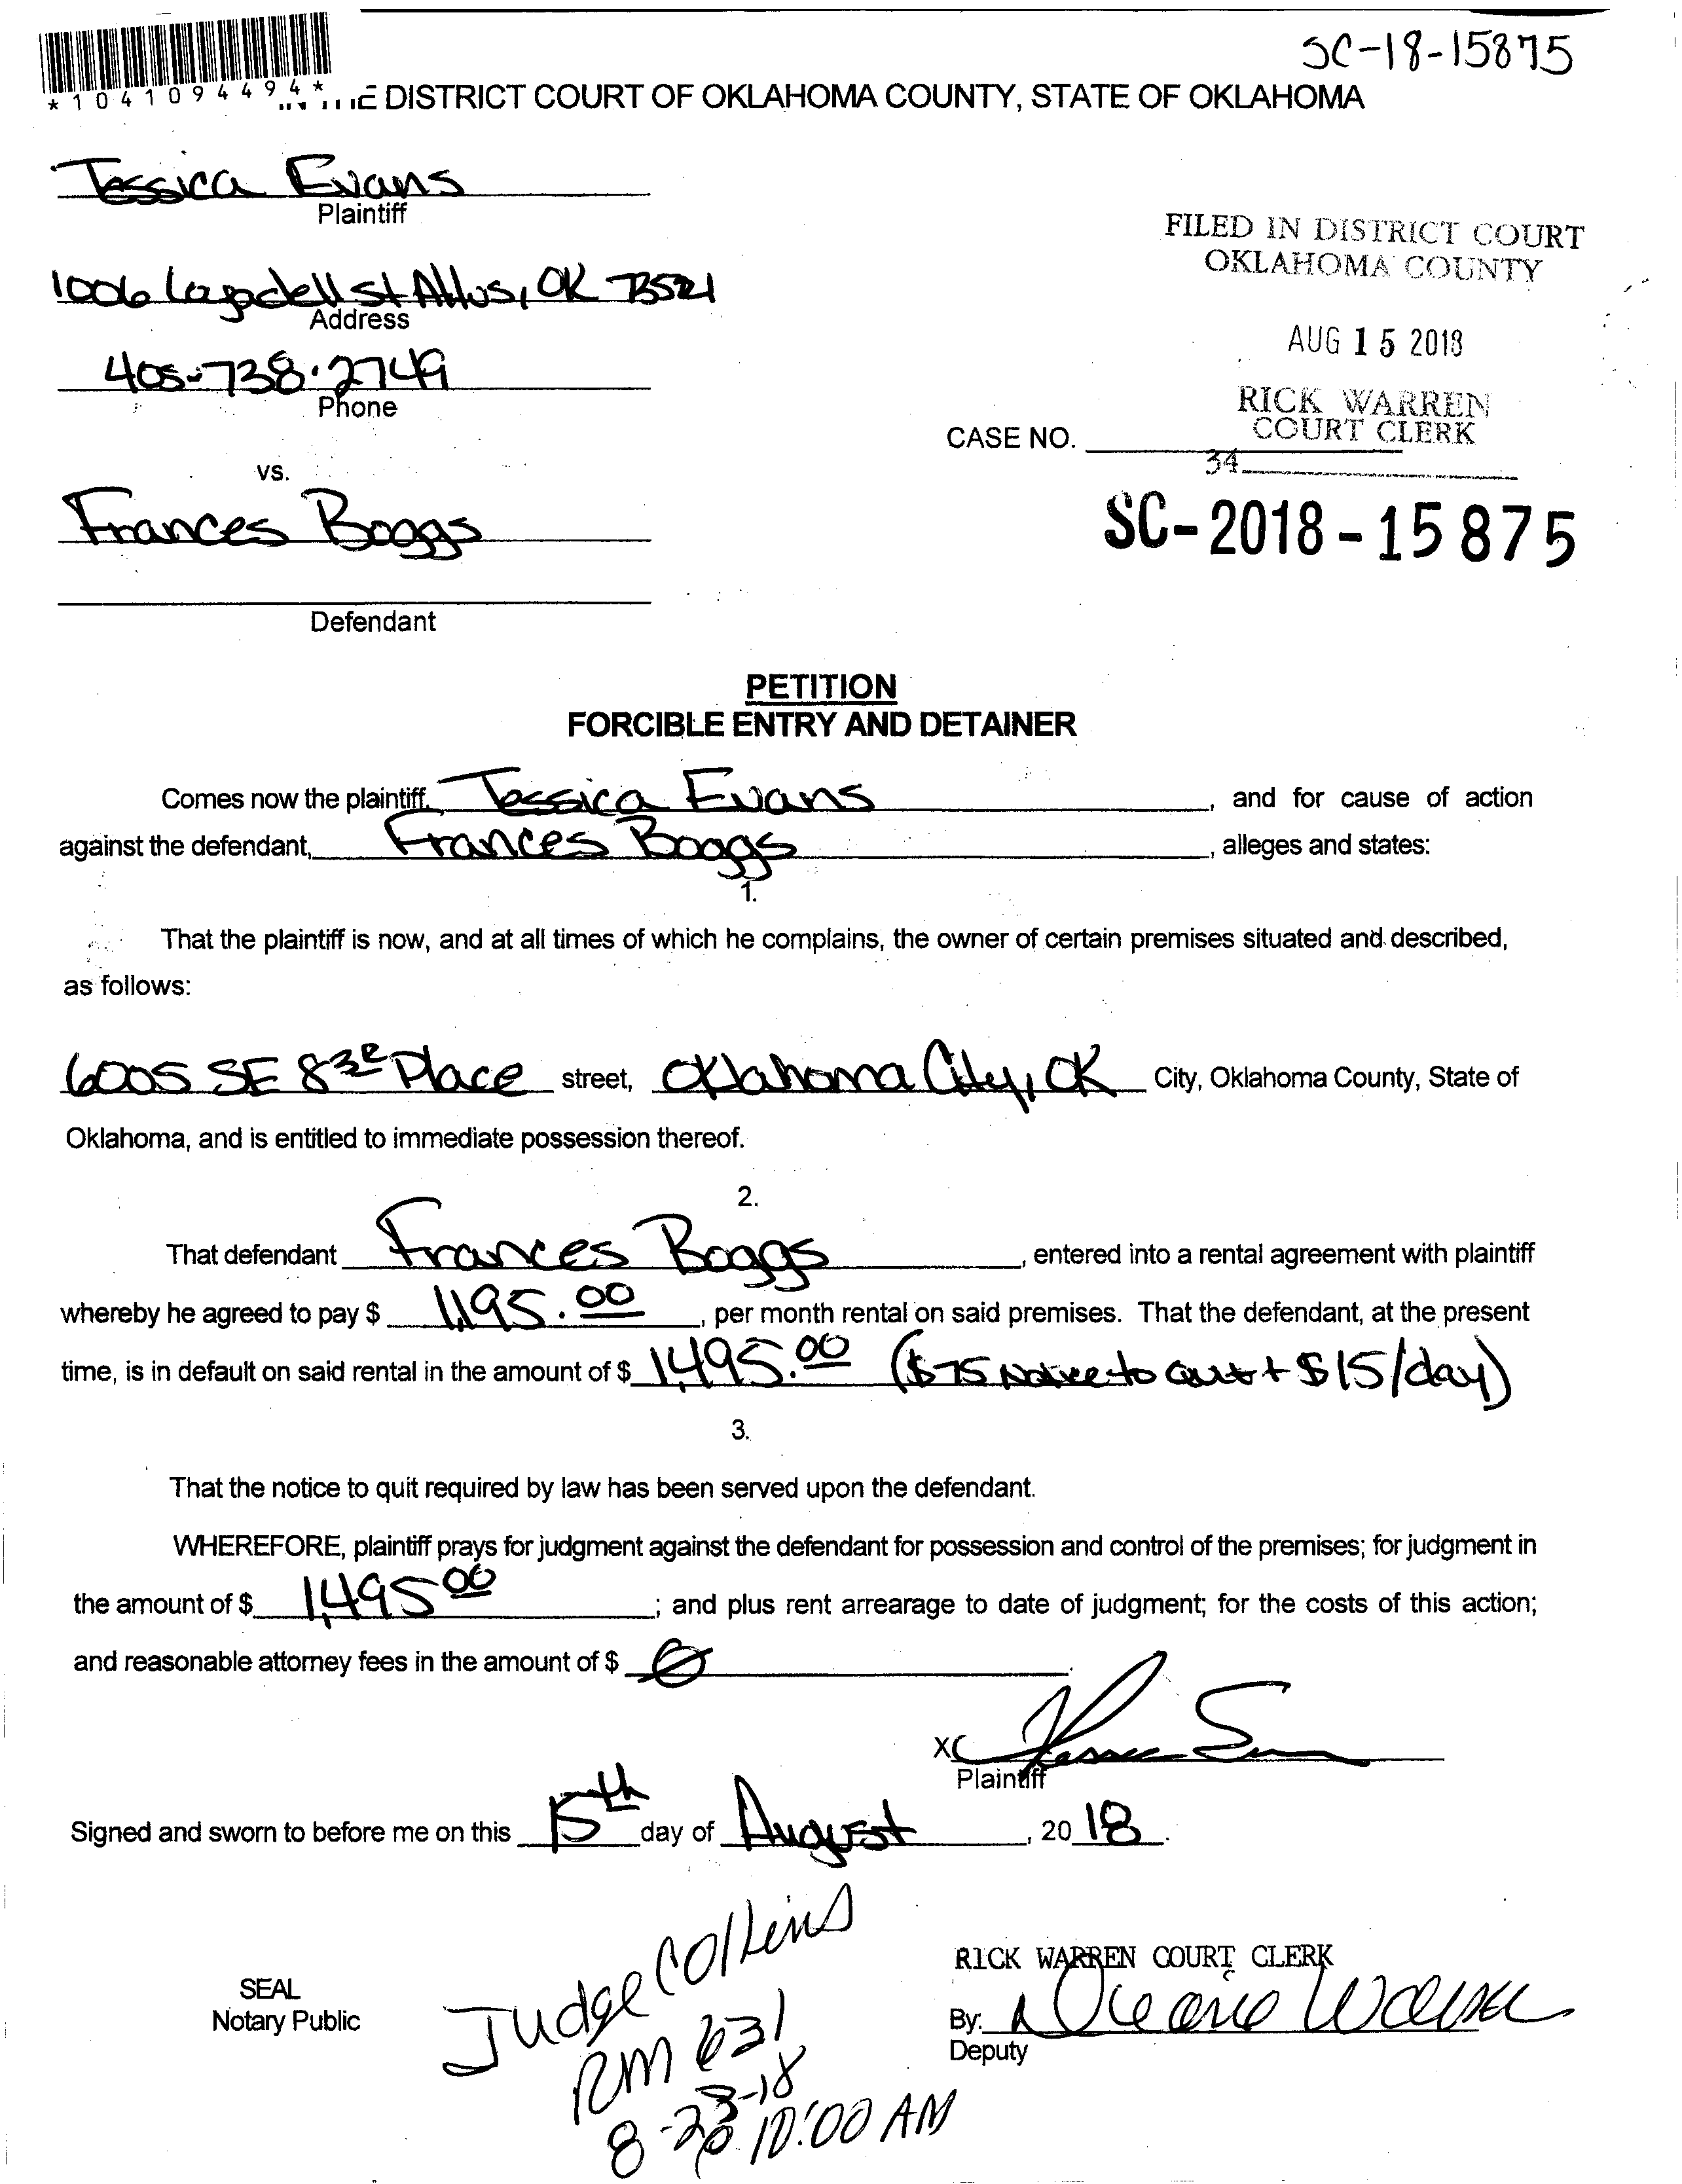 SC-18-15875
*1041094494*
E DISTRICT COURT OF OKLAHOMA COUNTY, STATE OF OKLAHOMA
Jessica Evans
Plaintiff
FILED IN DISTRICT COURT
OKLAHOMA COUNTY
1006 St Altus, OK 73521
Address
AUG 15 2018
405-738-2749
Phone
RICK WARREN
COURT CLERK
CASE NO.
34
vs.
SC-2018-15875
Frances Boggs
Defendant
PETITION
FORCIBLE ENTRY AND DETAINER
Comes now the plaintiff, Jessica Evans, and for cause of action
against the defendant, Frances Boggs, alleges and states:
1.
That the plaintiff is now, and at all times of which he complains, the owner of certain premises situated and described,
as follows:
6005 SE 83rd Place street, Oklahoma City, OK City, Oklahoma County, State of
Oklahoma, and is entitled to immediate possession thereof.
2.
That defendant Frances Boggs, entered into a rental agreement with plaintiff
whereby he agreed to pay $ 1,195.00, per month rental on said premises. That the defendant, at the present
time, is in default on said rental in the amount of $ 1,495.00 ($75 Notice to Quit + $15/day)
3.
That the notice to quit required by law has been served upon the defendant.
WHEREFORE, plaintiff prays for judgment against the defendant for possession and control of the premises; for judgment in
the amount of $ 1,495 00; and plus rent arrearage to date of judgment; for the costs of this action;
and reasonable attorney fees in the amount of $ 0
X
Plaintiff
Signed and sworn to before me on this 15th day of August, 20 18.
Judge Collins
RM 631
8-23-18
10:00 AM
SEAL
Notary Public
RICK WARREN COURT CLERK
By:
Deputy